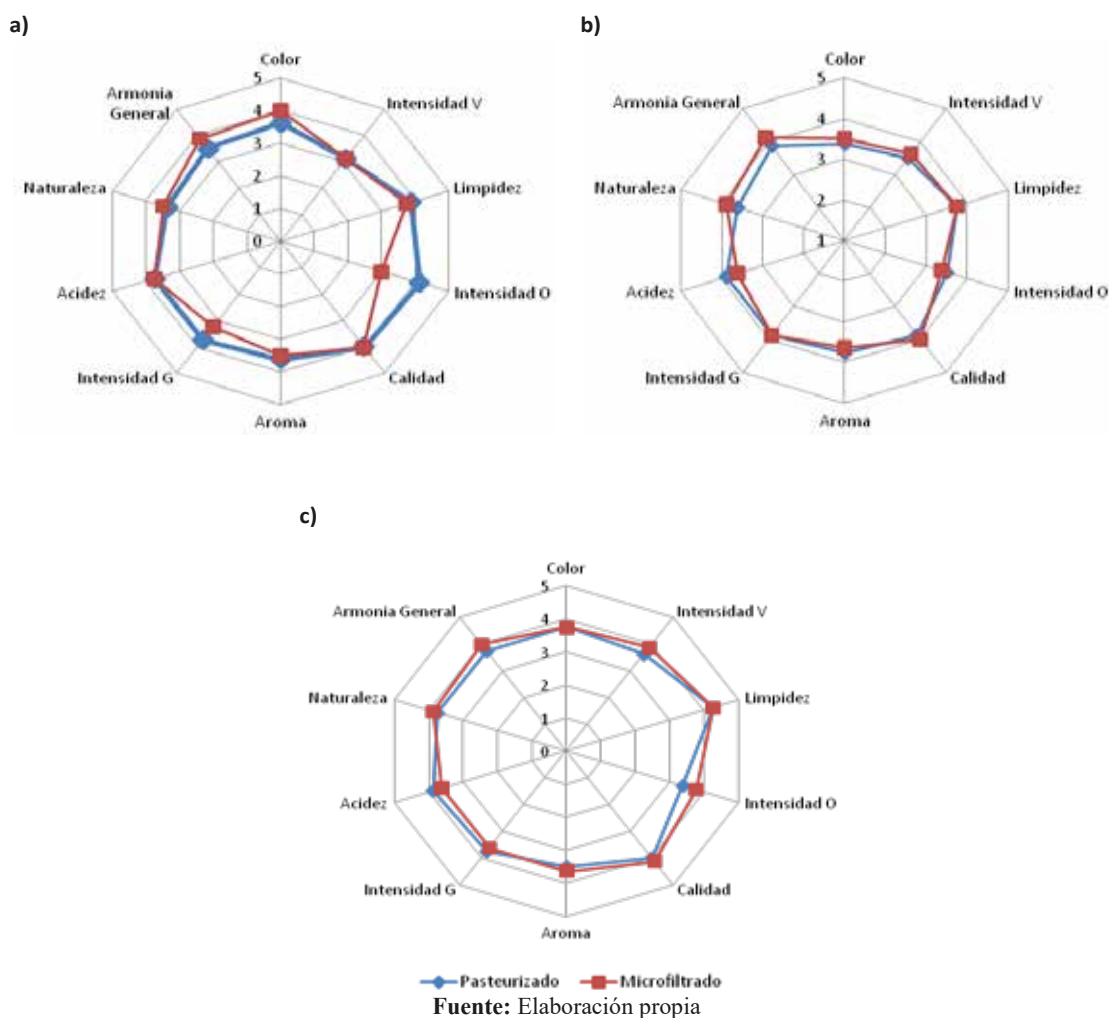 a)
Color
Intensidad V
Limpidez
Intensidad O
Calidad
Aroma
Intensidad G
Acidez
Naturaleza
Armonia
General
5
4
3
2
1
0
b)
Color
Intensidad V
Limpidez
Intensidad O
Calidad
Aroma
Intensidad G
Acidez
Naturaleza
Armonia General
5
4
3
2
1
c)
Color
Intensidad V
Limpidez
Intensidad O
Calidad
Aroma
Intensidad G
Acidez
Naturaleza
Armonia General
5
4
3
2
1
0
Pasteurizado Microfiltrado
Fuente: Elaboración propia